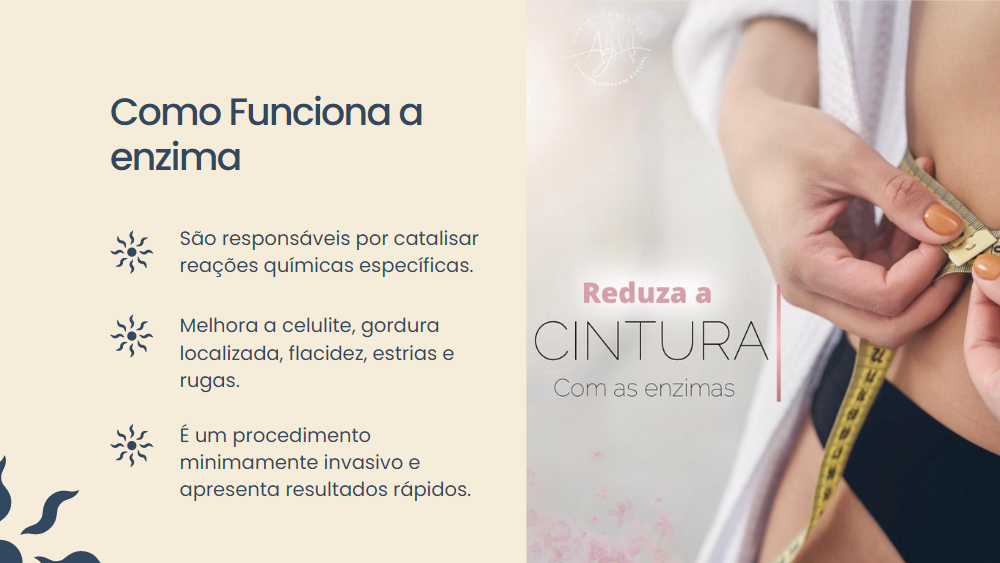 Como Funciona a
enzima
São responsáveis por catalisar
reações químicas específicas.
Melhora a celulite, gordura
localizada, flacidez, estrias e
rugas.
É um procedimento
minimamente invasivo e
apresenta resultados rápidos.
Reduza a
CINTURA
Com as enzimas